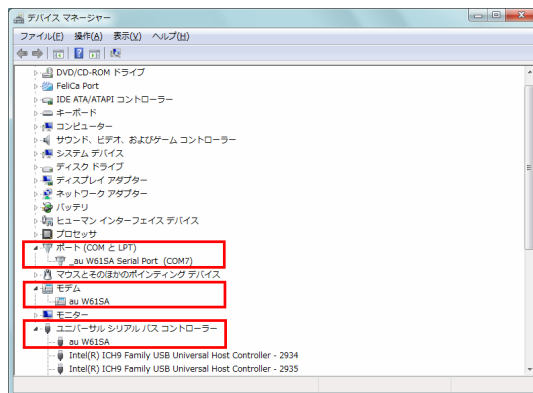 デバイス マネージャー
ファイル(F) 操作(A) 表示(V) ヘルプ(H)
DVD/CD-ROM ドライブ
FeliCa Port
IDE ATA/ATAPI コントローラー
キーボード
コンピューター
サウンド、ビデオ、およびゲーム コントローラー
システム デバイス
ディスク ドライブ
ディスプレイ アダプター
ネットワーク アダプター
バッテリ
ヒューマン インターフェイス デバイス
プロセッサ
ポート (COM と LPT)
_au W61SA Serial Port (COM7)
マウスとそのほかのポインティング デバイス
モデム
au W61SA
モニター
ユニバーサル シリアル バス コントローラー
au W61SA
Intel(R) ICH9 Family USB Universal Host Controller - 2934
Intel(R) ICH9 Family USB Universal Host Controller - 2935